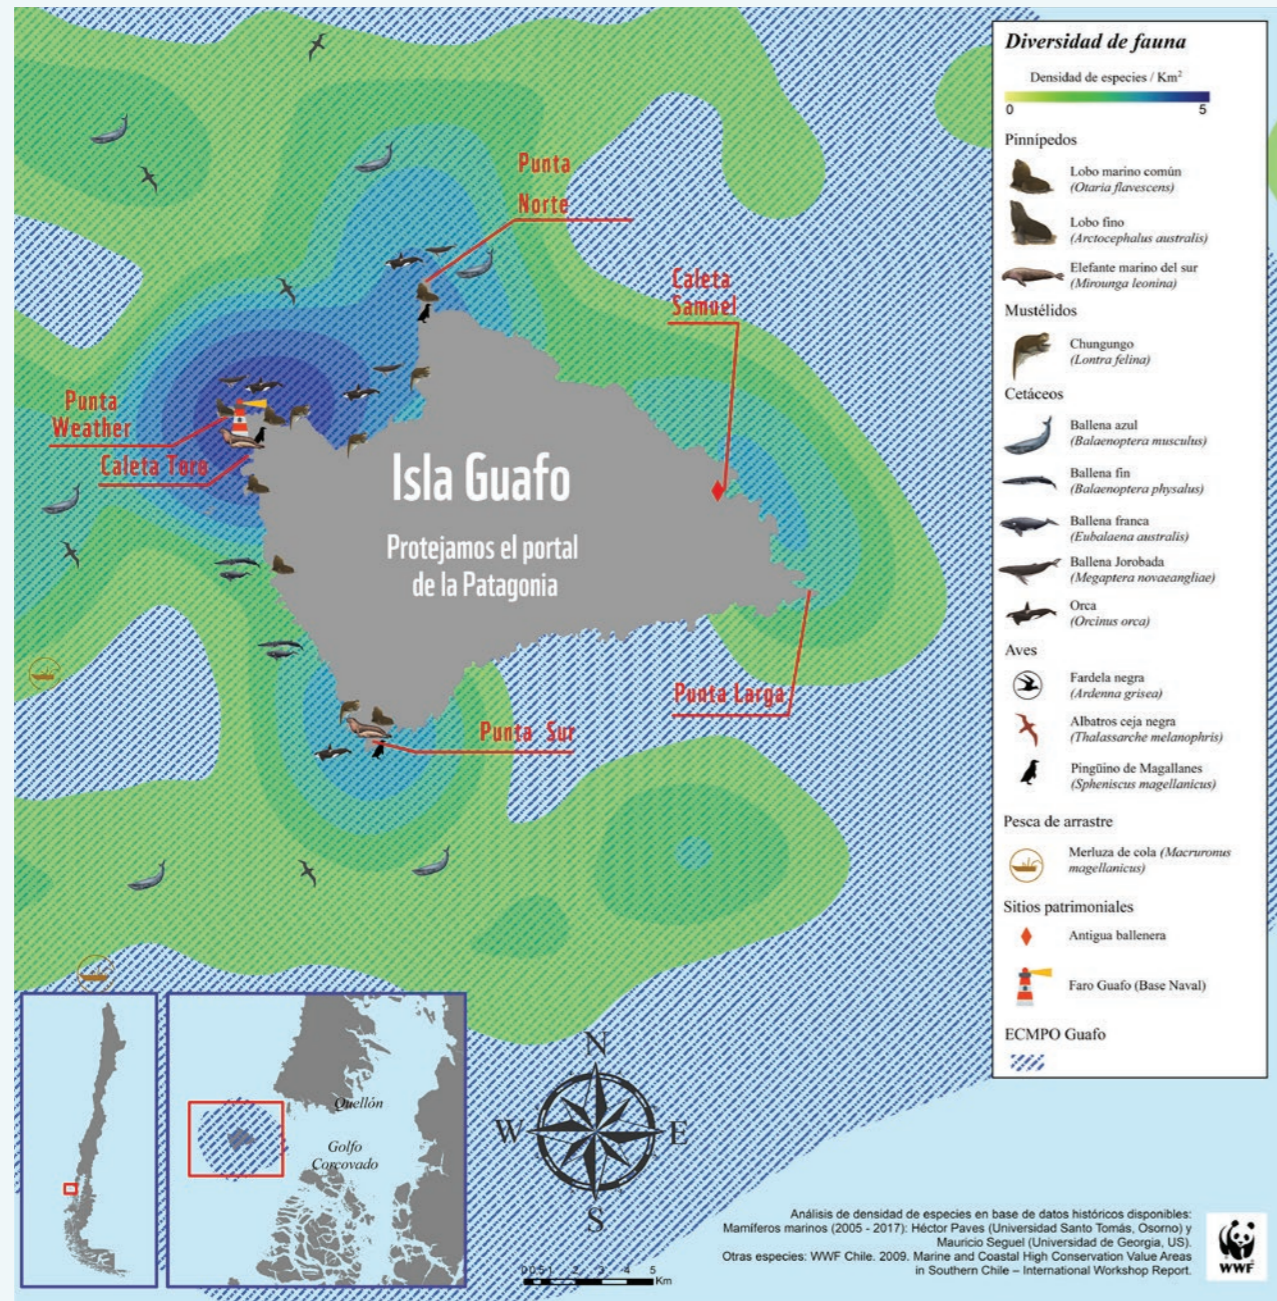 Punta
Norte
Caleta
Samuel
Punta
Weather
Caleta Toro
Isla Guafo
Protejamos el portal
de la Patagonia
Punta Larga
Punta Sur
Diversidad de fauna
Densidad de especies / Km²
0 5
Pinnípedos
Lobo marino común
(Otaria flavescens)
Lobo fino
(Arctocephalus australis)
Elefante marino del sur
(Mirounga leonina)
Mustélidos
Chungungo
(Lontra felina)
Cetáceos
Ballena azul
(Balaenoptera musculus)
Ballena fin
(Balaenoptera physalus)
Ballena franca
(Eubalaena australis)
Ballena Jorobada
(Megaptera novaeangliae)
Orca
(Orcinus orca)
Aves
Fardela negra
(Ardenna grisea)
Albatros ceja negra
(Thalassarche melanophris)
Pingüino de Magallanes
(Spheniscus magellanicus)
Pesca de arrastre
Merluza de cola (Macruronus
magellanicus)
Sitios patrimoniales
Antigua ballenera
Faro Guafo (Base Naval)
ECMPO Guafo
Quellón
Golfo
Corcovado
N
W E
S
0 0.5 1 2 3 4 5
Km
Análisis de densidad de especies en base de datos históricos disponibles:
Mamíferos marinos (2005 - 2017): Héctor Paves (Universidad Santo Tomás, Osorno) y
Mauricio Seguel (Universidad de Georgia, US).
Otras especies: WWF Chile. 2009. Marine and Coastal High Conservation Value Areas
in Southern Chile – International Workshop Report.
WWF